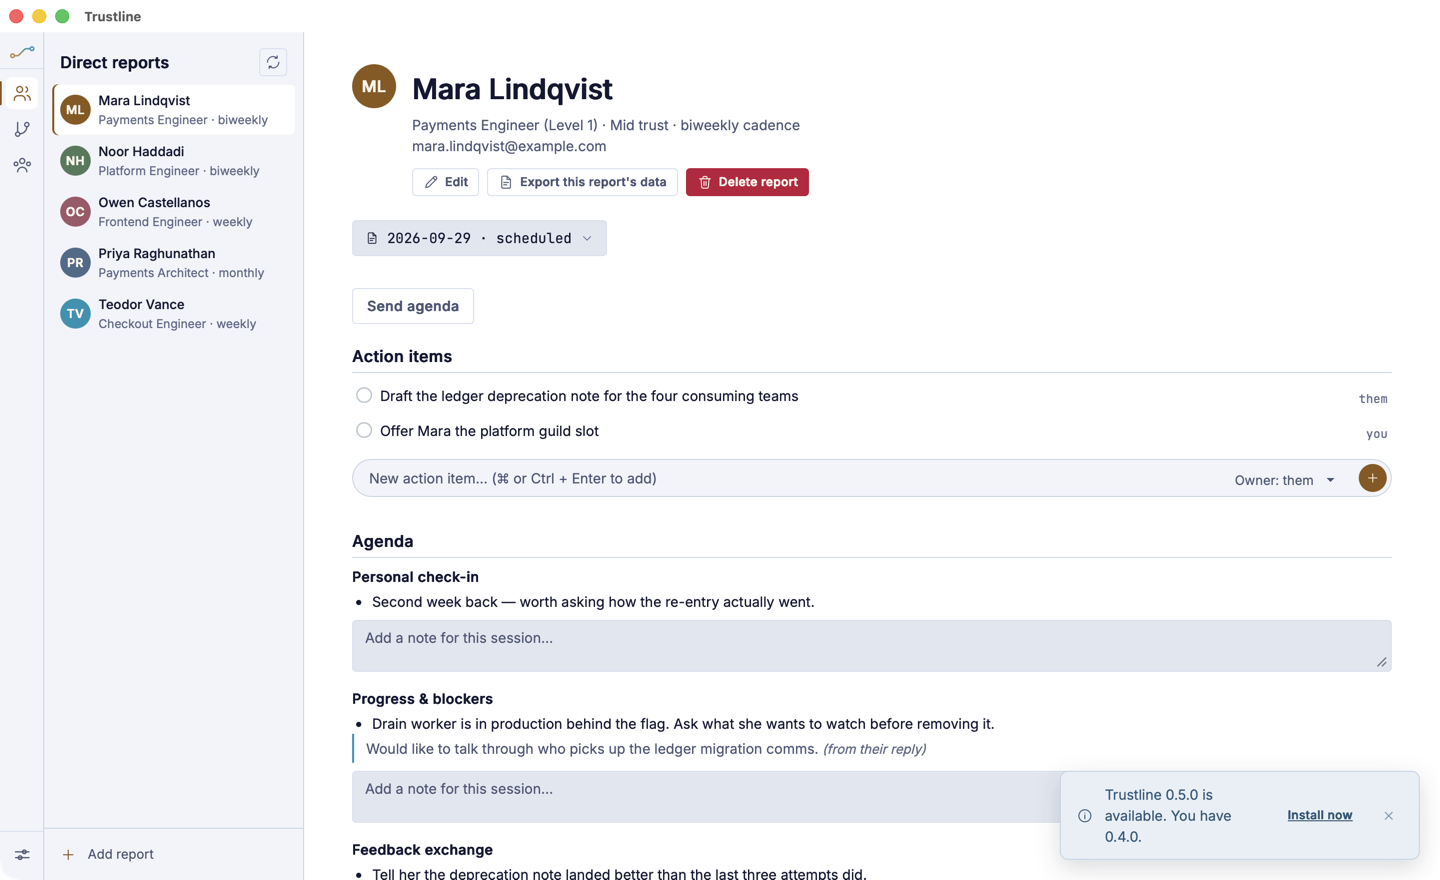 Trustline
Direct reports
ML
Mara Lindqvist
Payments Engineer · biweekly
NH
Noor Haddadi
Platform Engineer · biweekly
OC
Owen Castellanos
Frontend Engineer · weekly
PR
Priya Raghunathan
Payments Architect · monthly
TV
Teodor Vance
Checkout Engineer · weekly
Add report
ML
Mara Lindqvist
Payments Engineer (Level 1) · Mid trust · biweekly cadence
mara.lindqvist@example.com
Edit
Export this report's data
Delete report
2026-09-29 · scheduled
Send agenda
Action items
Draft the ledger deprecation note for the four consuming teams
them
Offer Mara the platform guild slot
you
New action item... (⌘ or Ctrl + Enter to add)
Owner: them
Agenda
Personal check-in
• Second week back — worth asking how the re-entry actually went.
Add a note for this session...
Progress & blockers
• Drain worker is in production behind the flag. Ask what she wants to watch before removing it.
Would like to talk through who picks up the ledger migration comms. (from their reply)
Add a note for this session...
Feedback exchange
• Tell her the deprecation note landed better than the last three attempts did.
Trustline 0.5.0 is
available. You have
0.4.0.
Install now